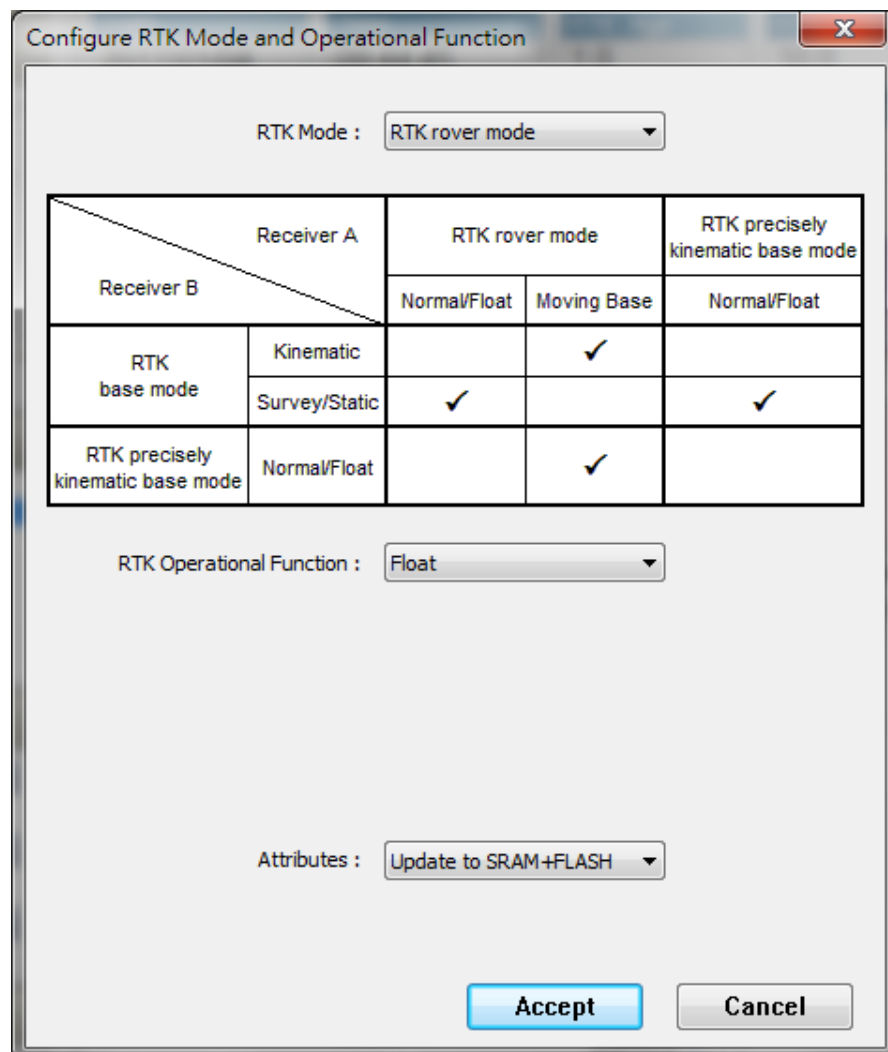 Configure RTK Mode and Operational Function
RTK Mode :
RTK rover mode
Receiver A
Receiver B
RTK rover mode
RTK precisely
kinematic base mode
Normal/Float
Moving Base
Normal/Float
RTK
base mode
Kinematic
✓
Survey/Static
✓
✓
RTK precisely
kinematic base mode
Normal/Float
✓
RTK Operational Function :
Float
Attributes :
Update to SRAM+FLASH
Accept
Cancel